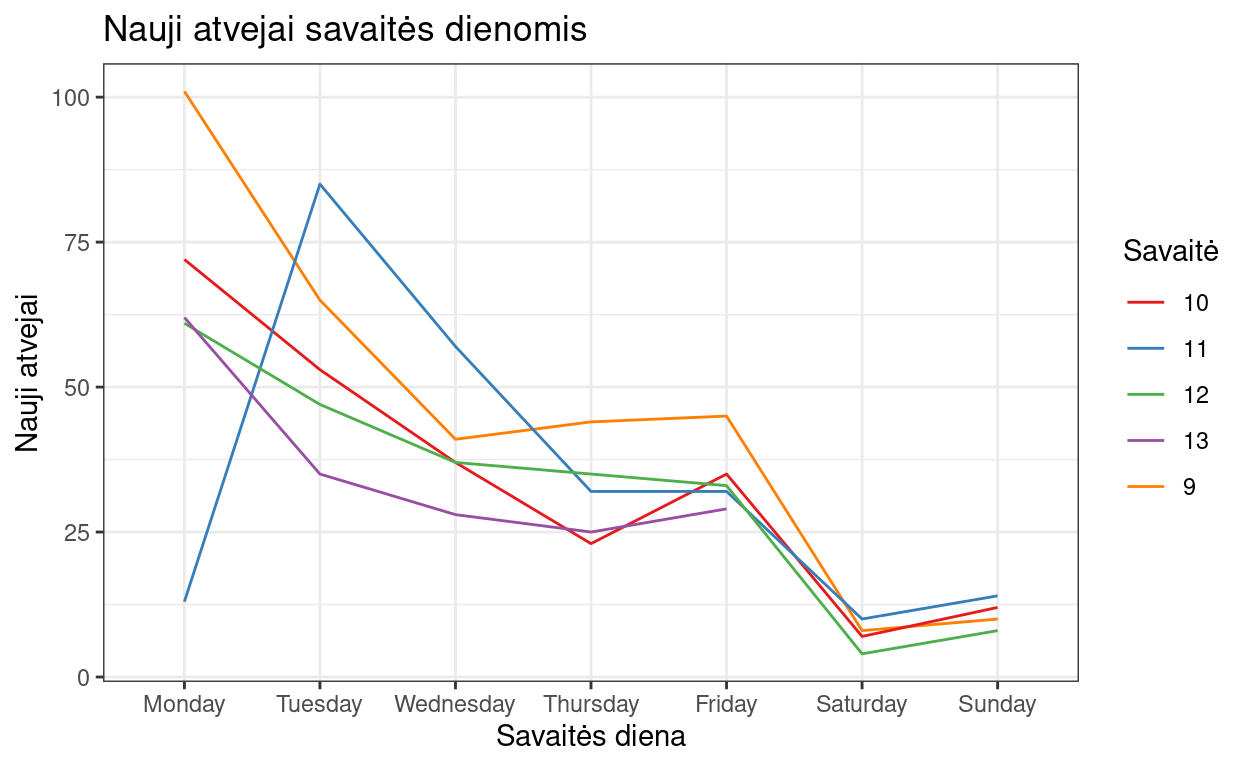 Nauji atvejai savaitės dienomis
Nauji atvejai
100
75
50
25
0
Monday Tuesday Wednesday Thursday Friday Saturday Sunday
Savaitės diena
Savaitė
10
11
12
13
9